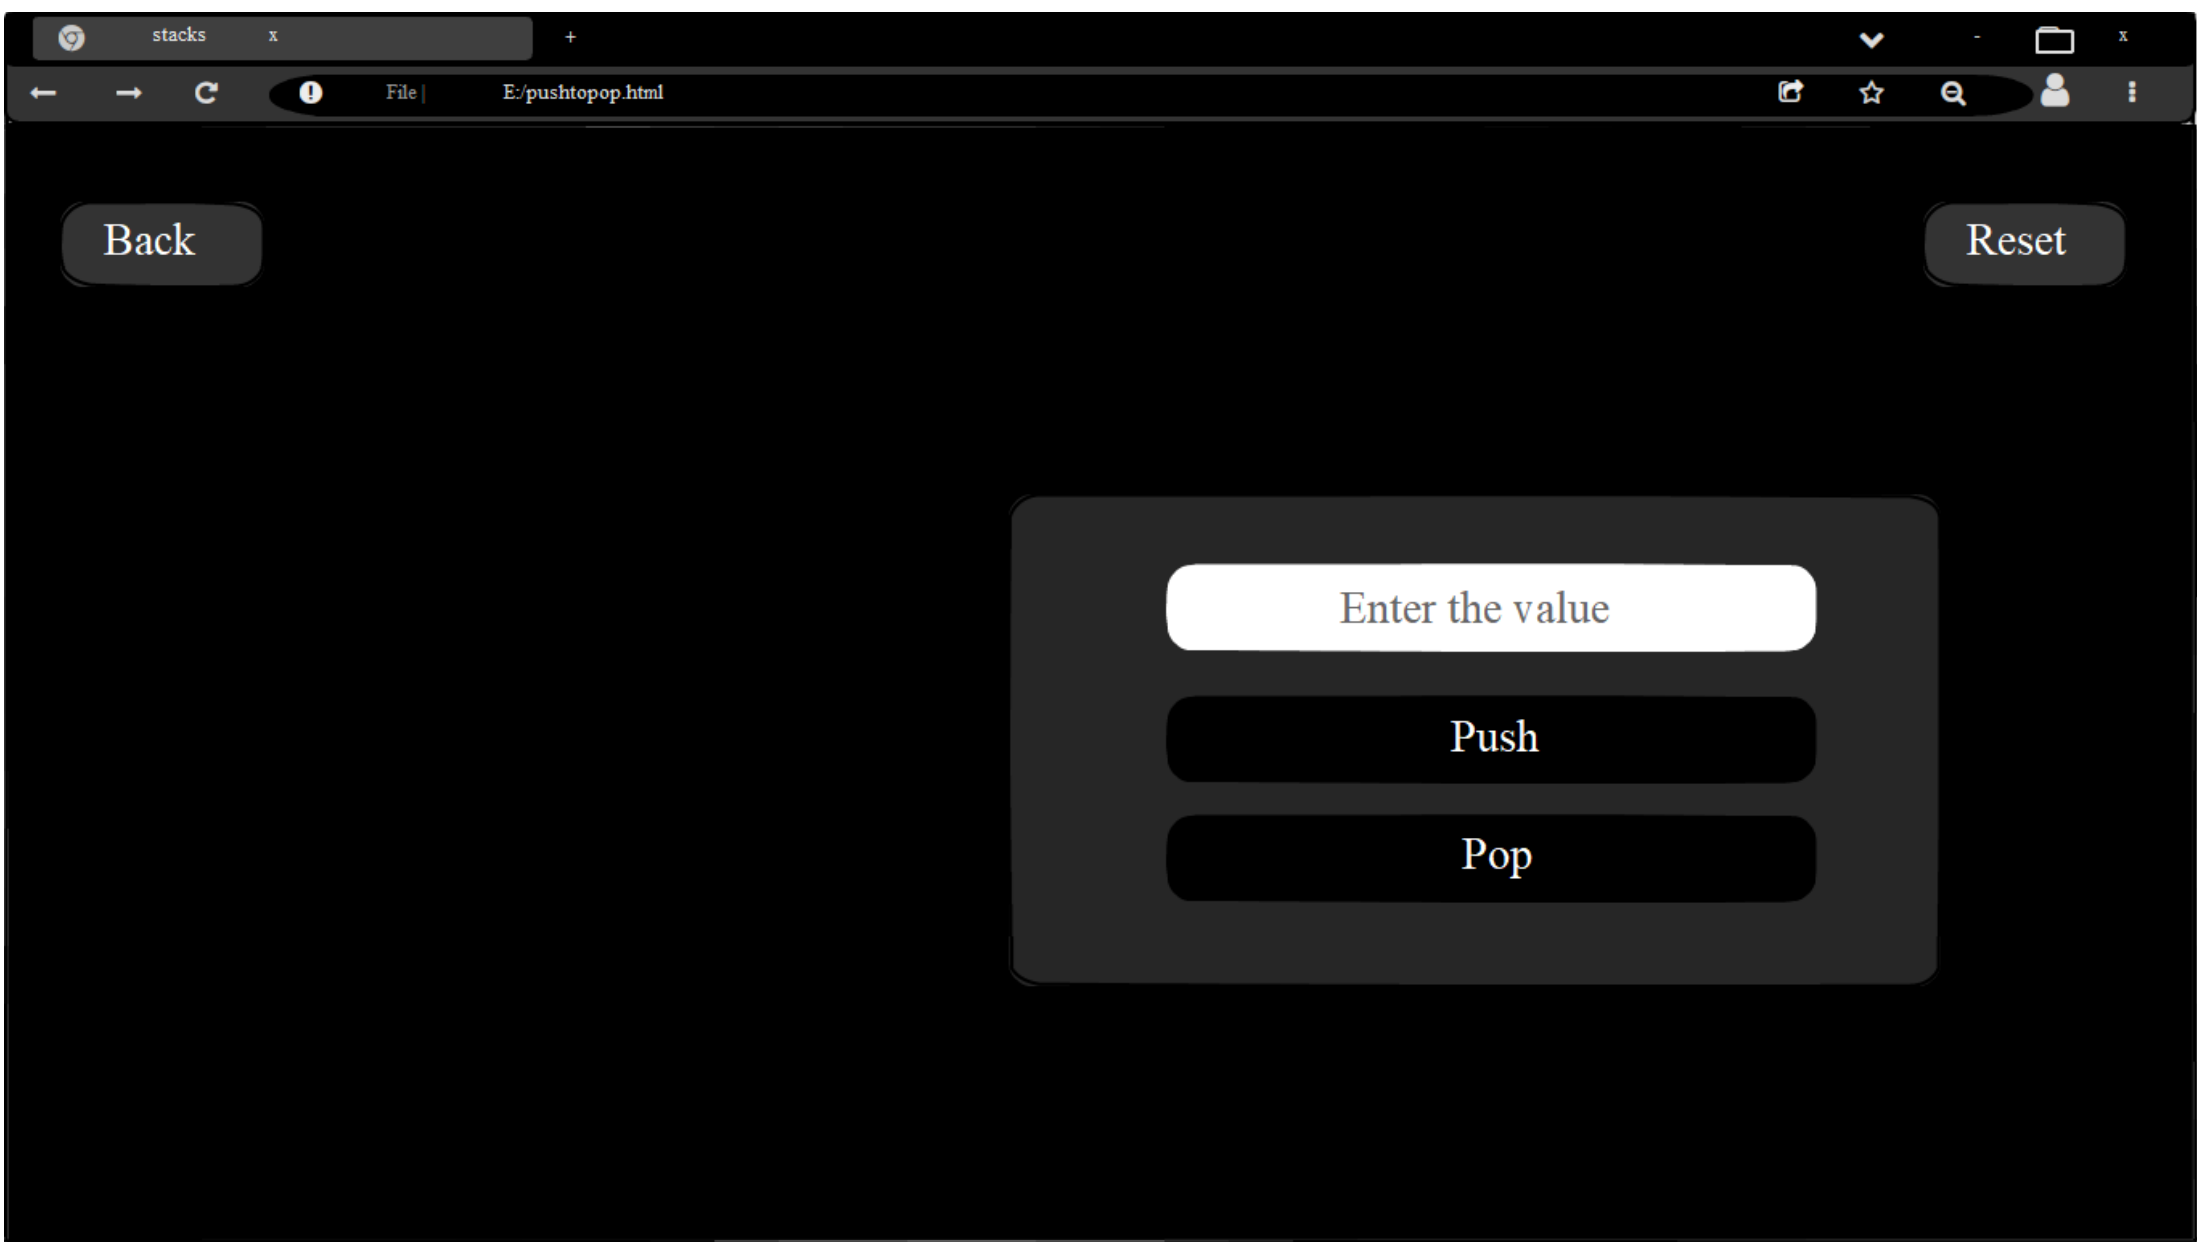 stacks x +  - x
File | E:/pushtopop.html
Back Reset
Enter the value
Push
Pop